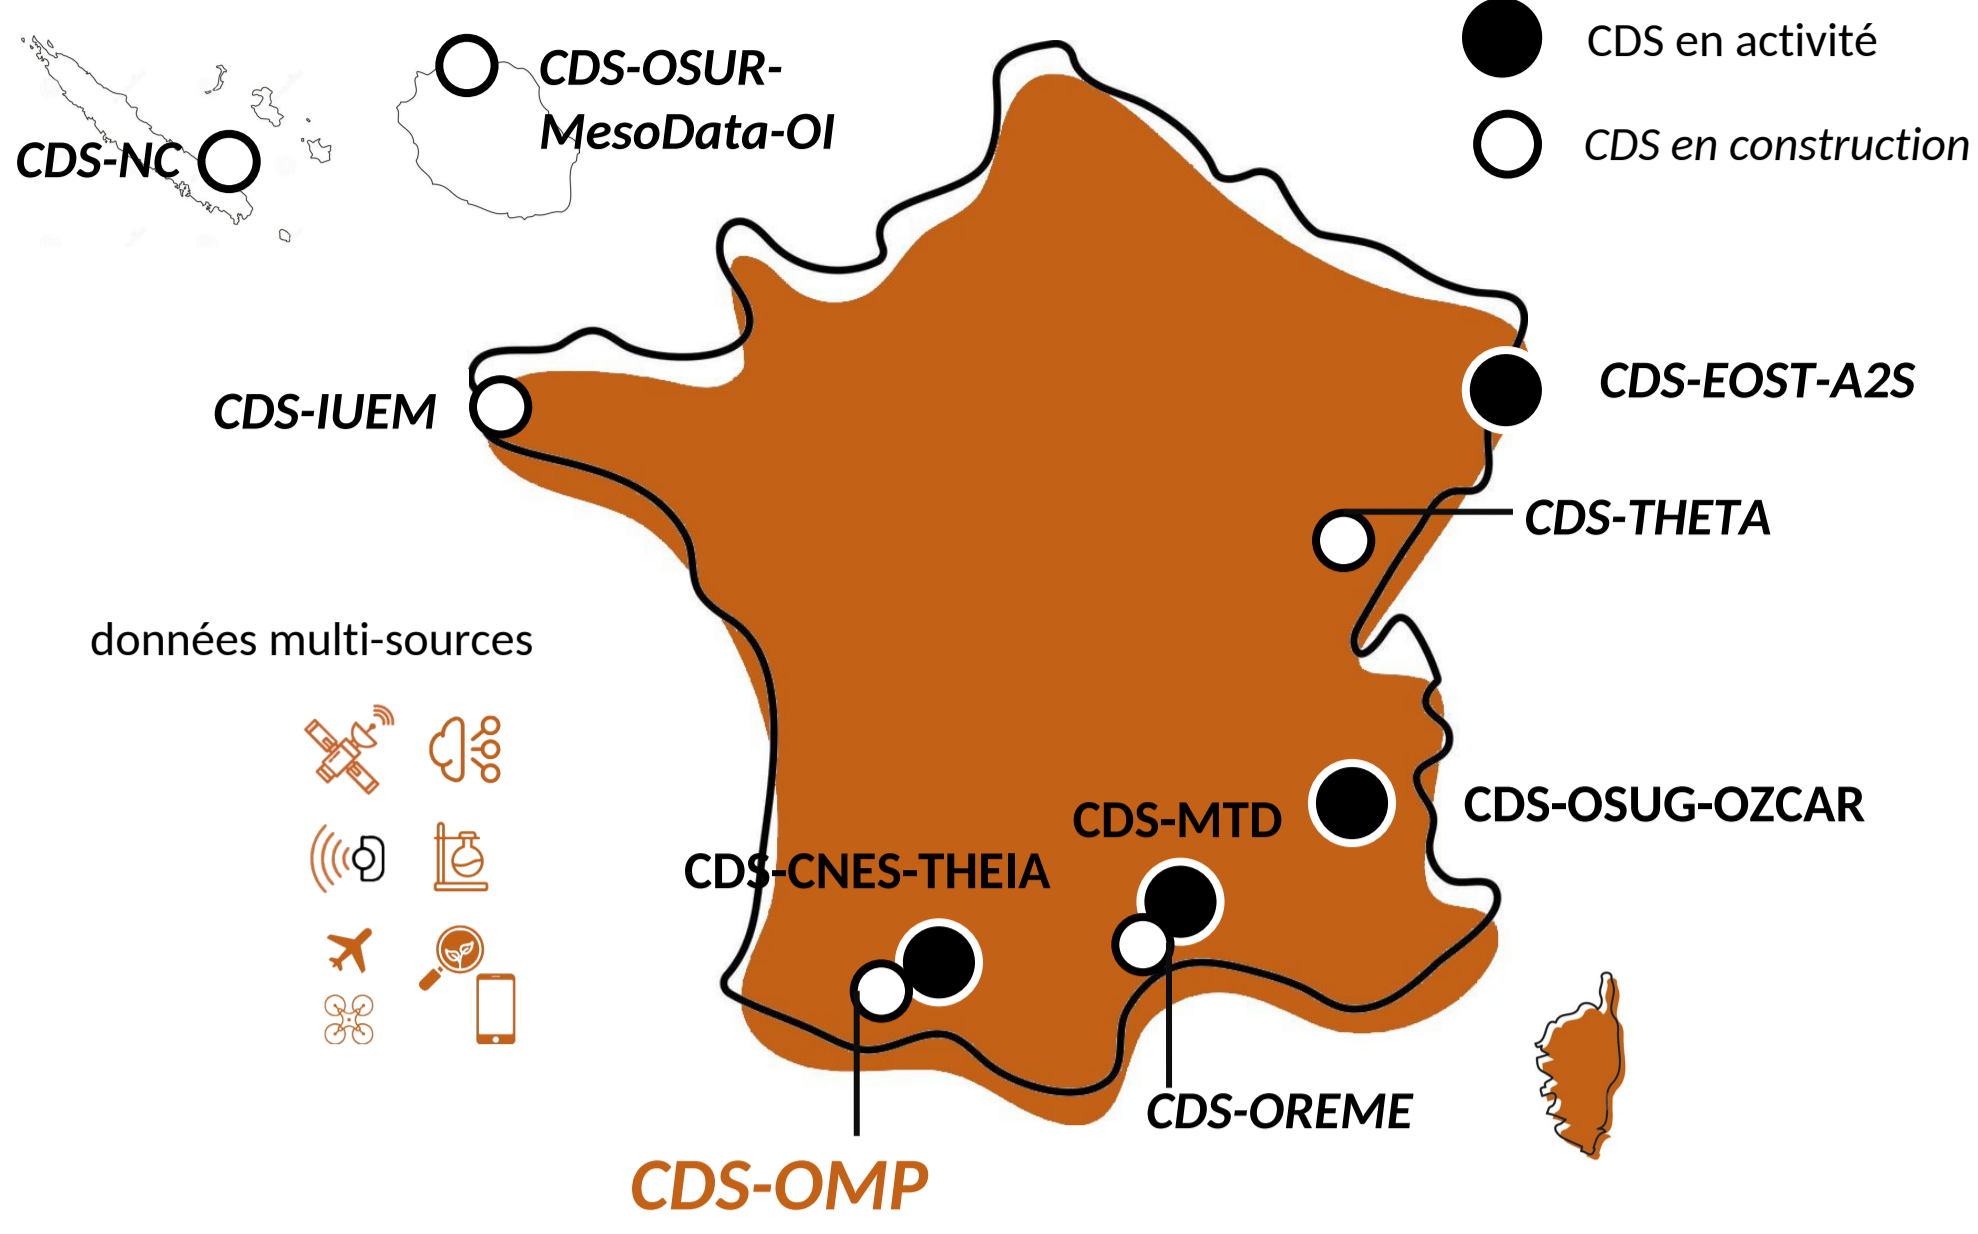 CDS-OSUR-
MesoData-OI
CDS-NC
CDS en activité
CDS en construction
CDS-IUEM
CDS-EOST-A2S
CDS-THETA
données multi-sources
CDS-MTD
CDS-OSUG-OZCAR
CDS-CNES-THEIA
CDS-OREME
CDS-OMP